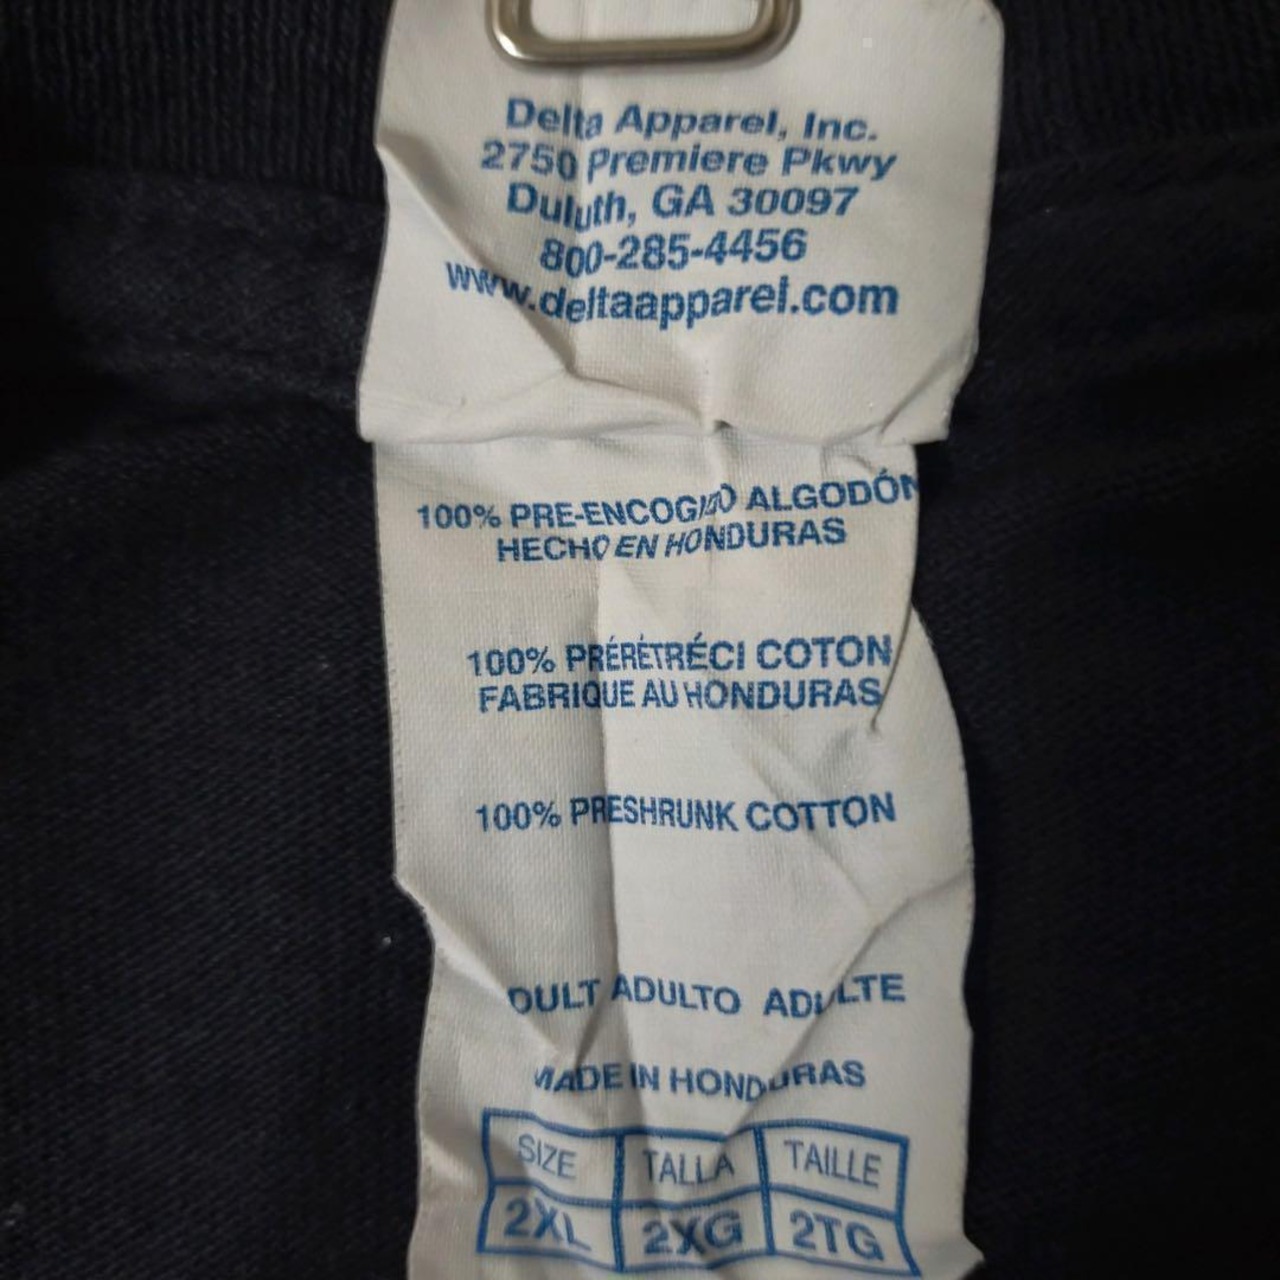 Delta Apparel, Inc.
2750 Premiere Pkwy
Duluth, GA 30097
800-285-4456
www.deltaapparel.com
100% PRE-ENCOGIDO ALGODÓN
HECHO EN HONDURAS
100% PRÉRÉTRÉCI COTON
FABRIQUE AU HONDURAS
100% PRESHRUNK COTTON
ADULT ADULTO ADULTE
MADE IN HONDURAS
SIZE TALLA TAILLE
2XL 2XG 2TG